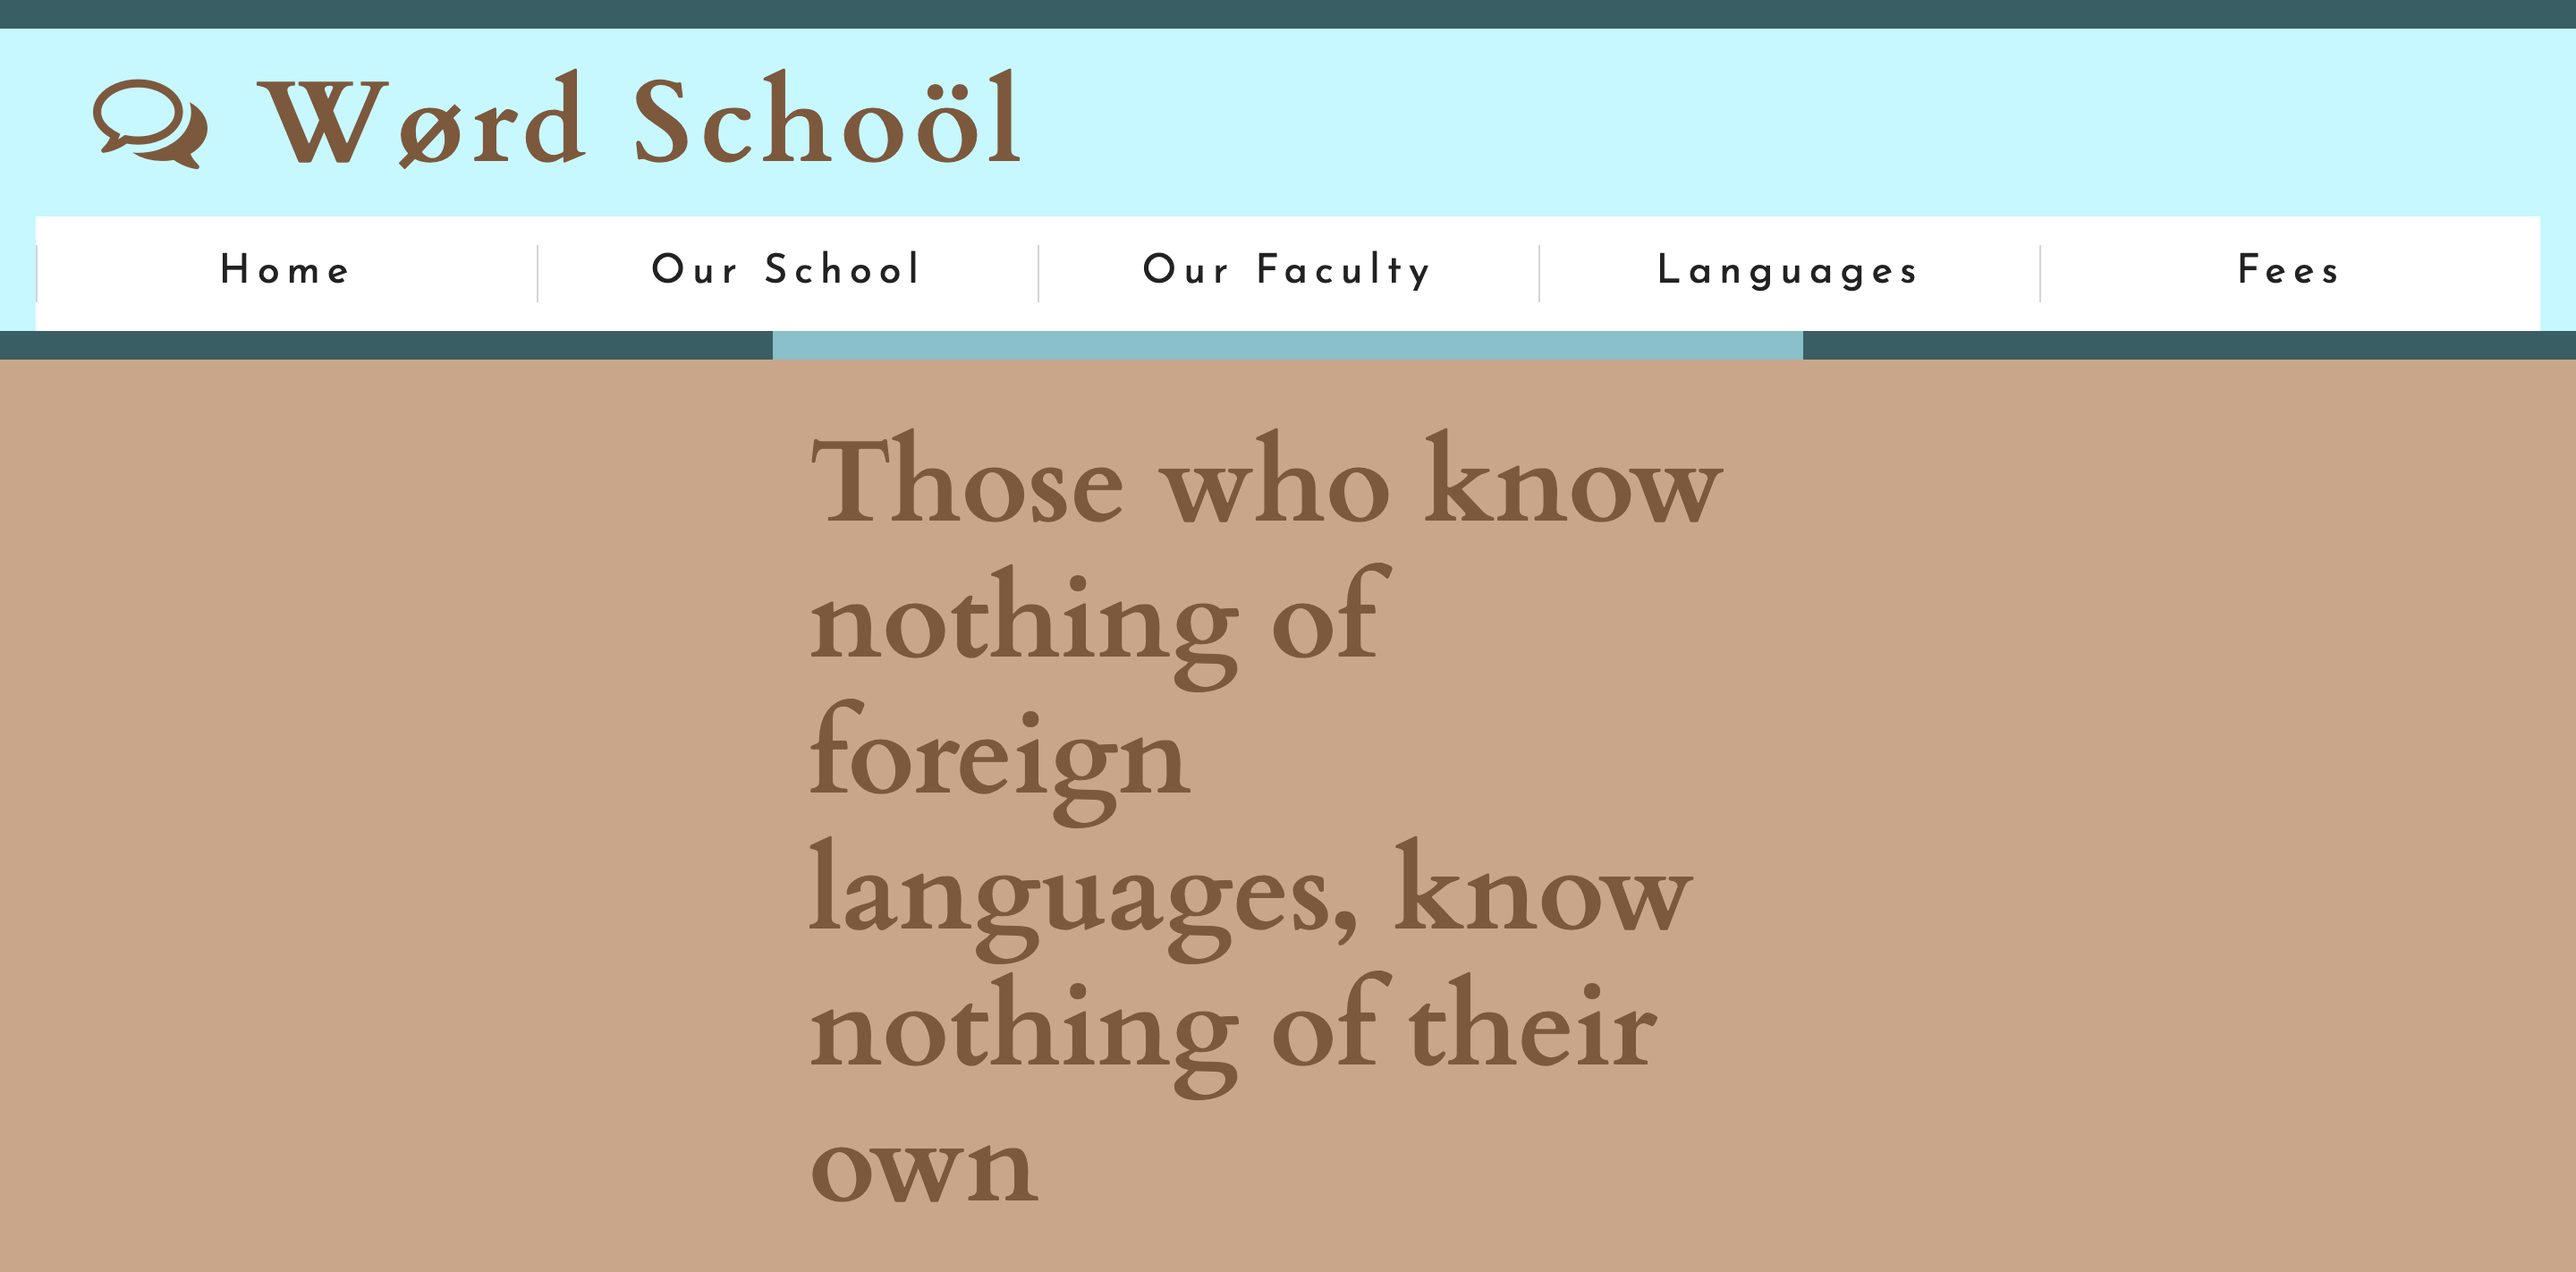 Wørd Schoöl
Home Our School Our Faculty Languages Fees
Those who know
nothing of
foreign
languages, know
nothing of their
own